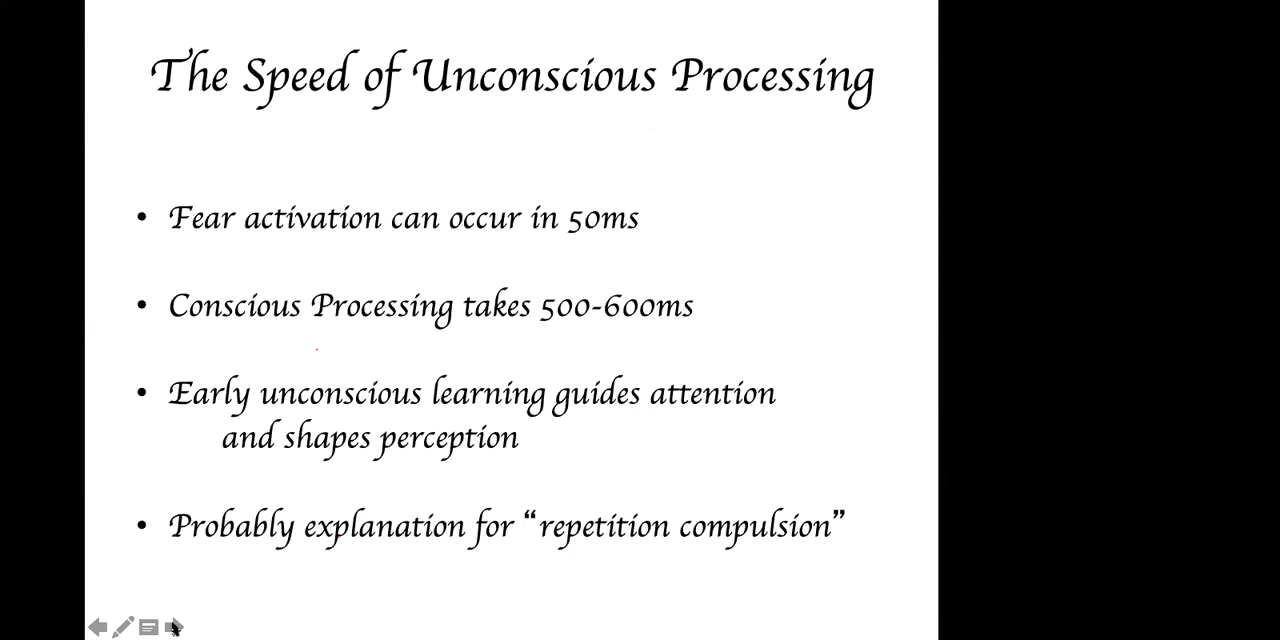 The Speed of Unconscious Processing
• Fear activation can occur in 50ms
• Conscious Processing takes 500-600ms
• Early unconscious learning guides attention
and shapes perception
• Probably explanation for “repetition compulsion”